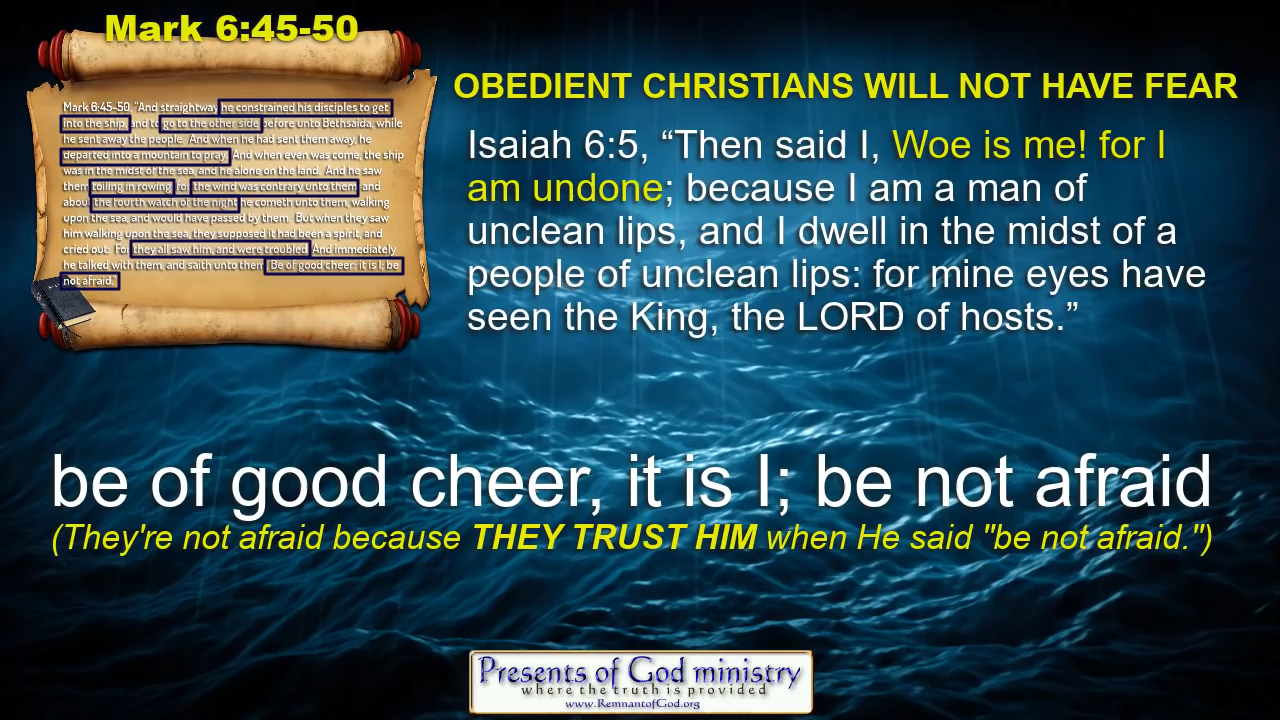 Mark 6:45-50
Mark 6:45-50, "And straightway he constrained his disciples to get
into the ship, and to go to the other side before unto Bethsaida, while
he sent away the people. And when he had sent them away, he
departed into a mountain to pray. And when even was come, the ship
was in the midst of the sea, and he alone on the land. And he saw
them toiling in rowing; for the wind was contrary unto them: and
about the fourth watch of the night he cometh unto them, walking
upon the sea, and would have passed by them. But when they saw
him walking upon the sea, they supposed it had been a spirit, and
cried out: For they all saw him, and were troubled. And immediately
he talked with them, and saith unto them, Be of good cheer: it is I; be
not afraid.
OBEDIENT CHRISTIANS WILL NOT HAVE FEAR
Isaiah 6:5, “Then said I, Woe is me! for I
am undone; because I am a man of
unclean lips, and I dwell in the midst of a
people of unclean lips: for mine eyes have
seen the King, the LORD of hosts.”
be of good cheer, it is I; be not afraid
(They're not afraid because THEY TRUST HIM when He said "be not afraid.")
Presents of God ministry
where the truth is provided
www.RemnantofGod.org